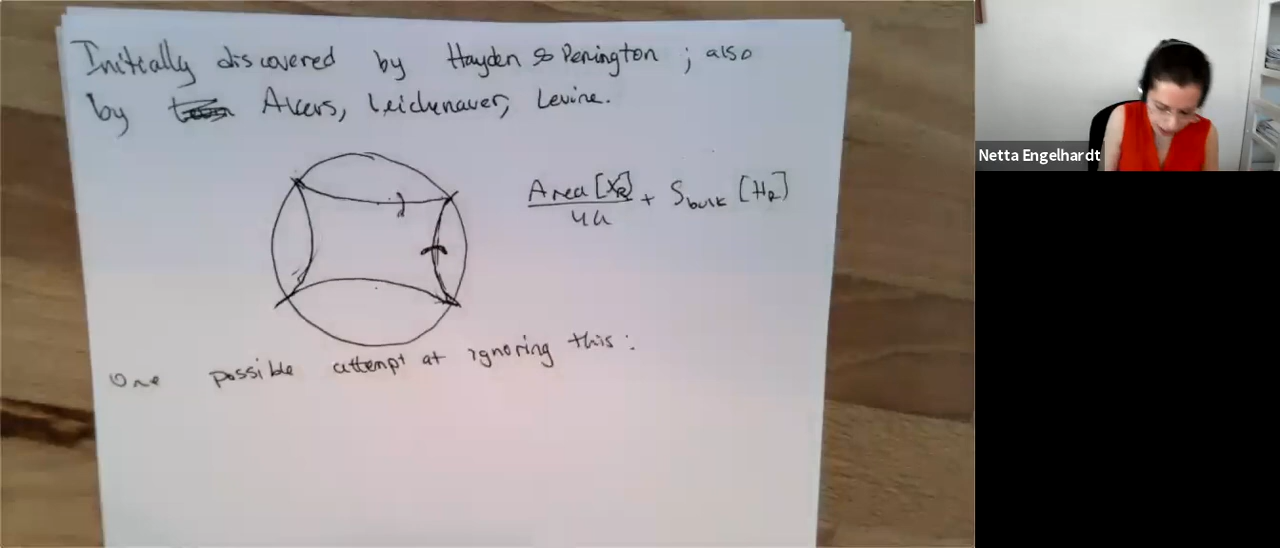 Initially discovered by Hayden & Penington ; also
by Akers, Leichenauer, Levine.
Area [X_R] / 4G + S_bulk [H_R]
One possible attempt at ignoring this :
Netta Engelhardt